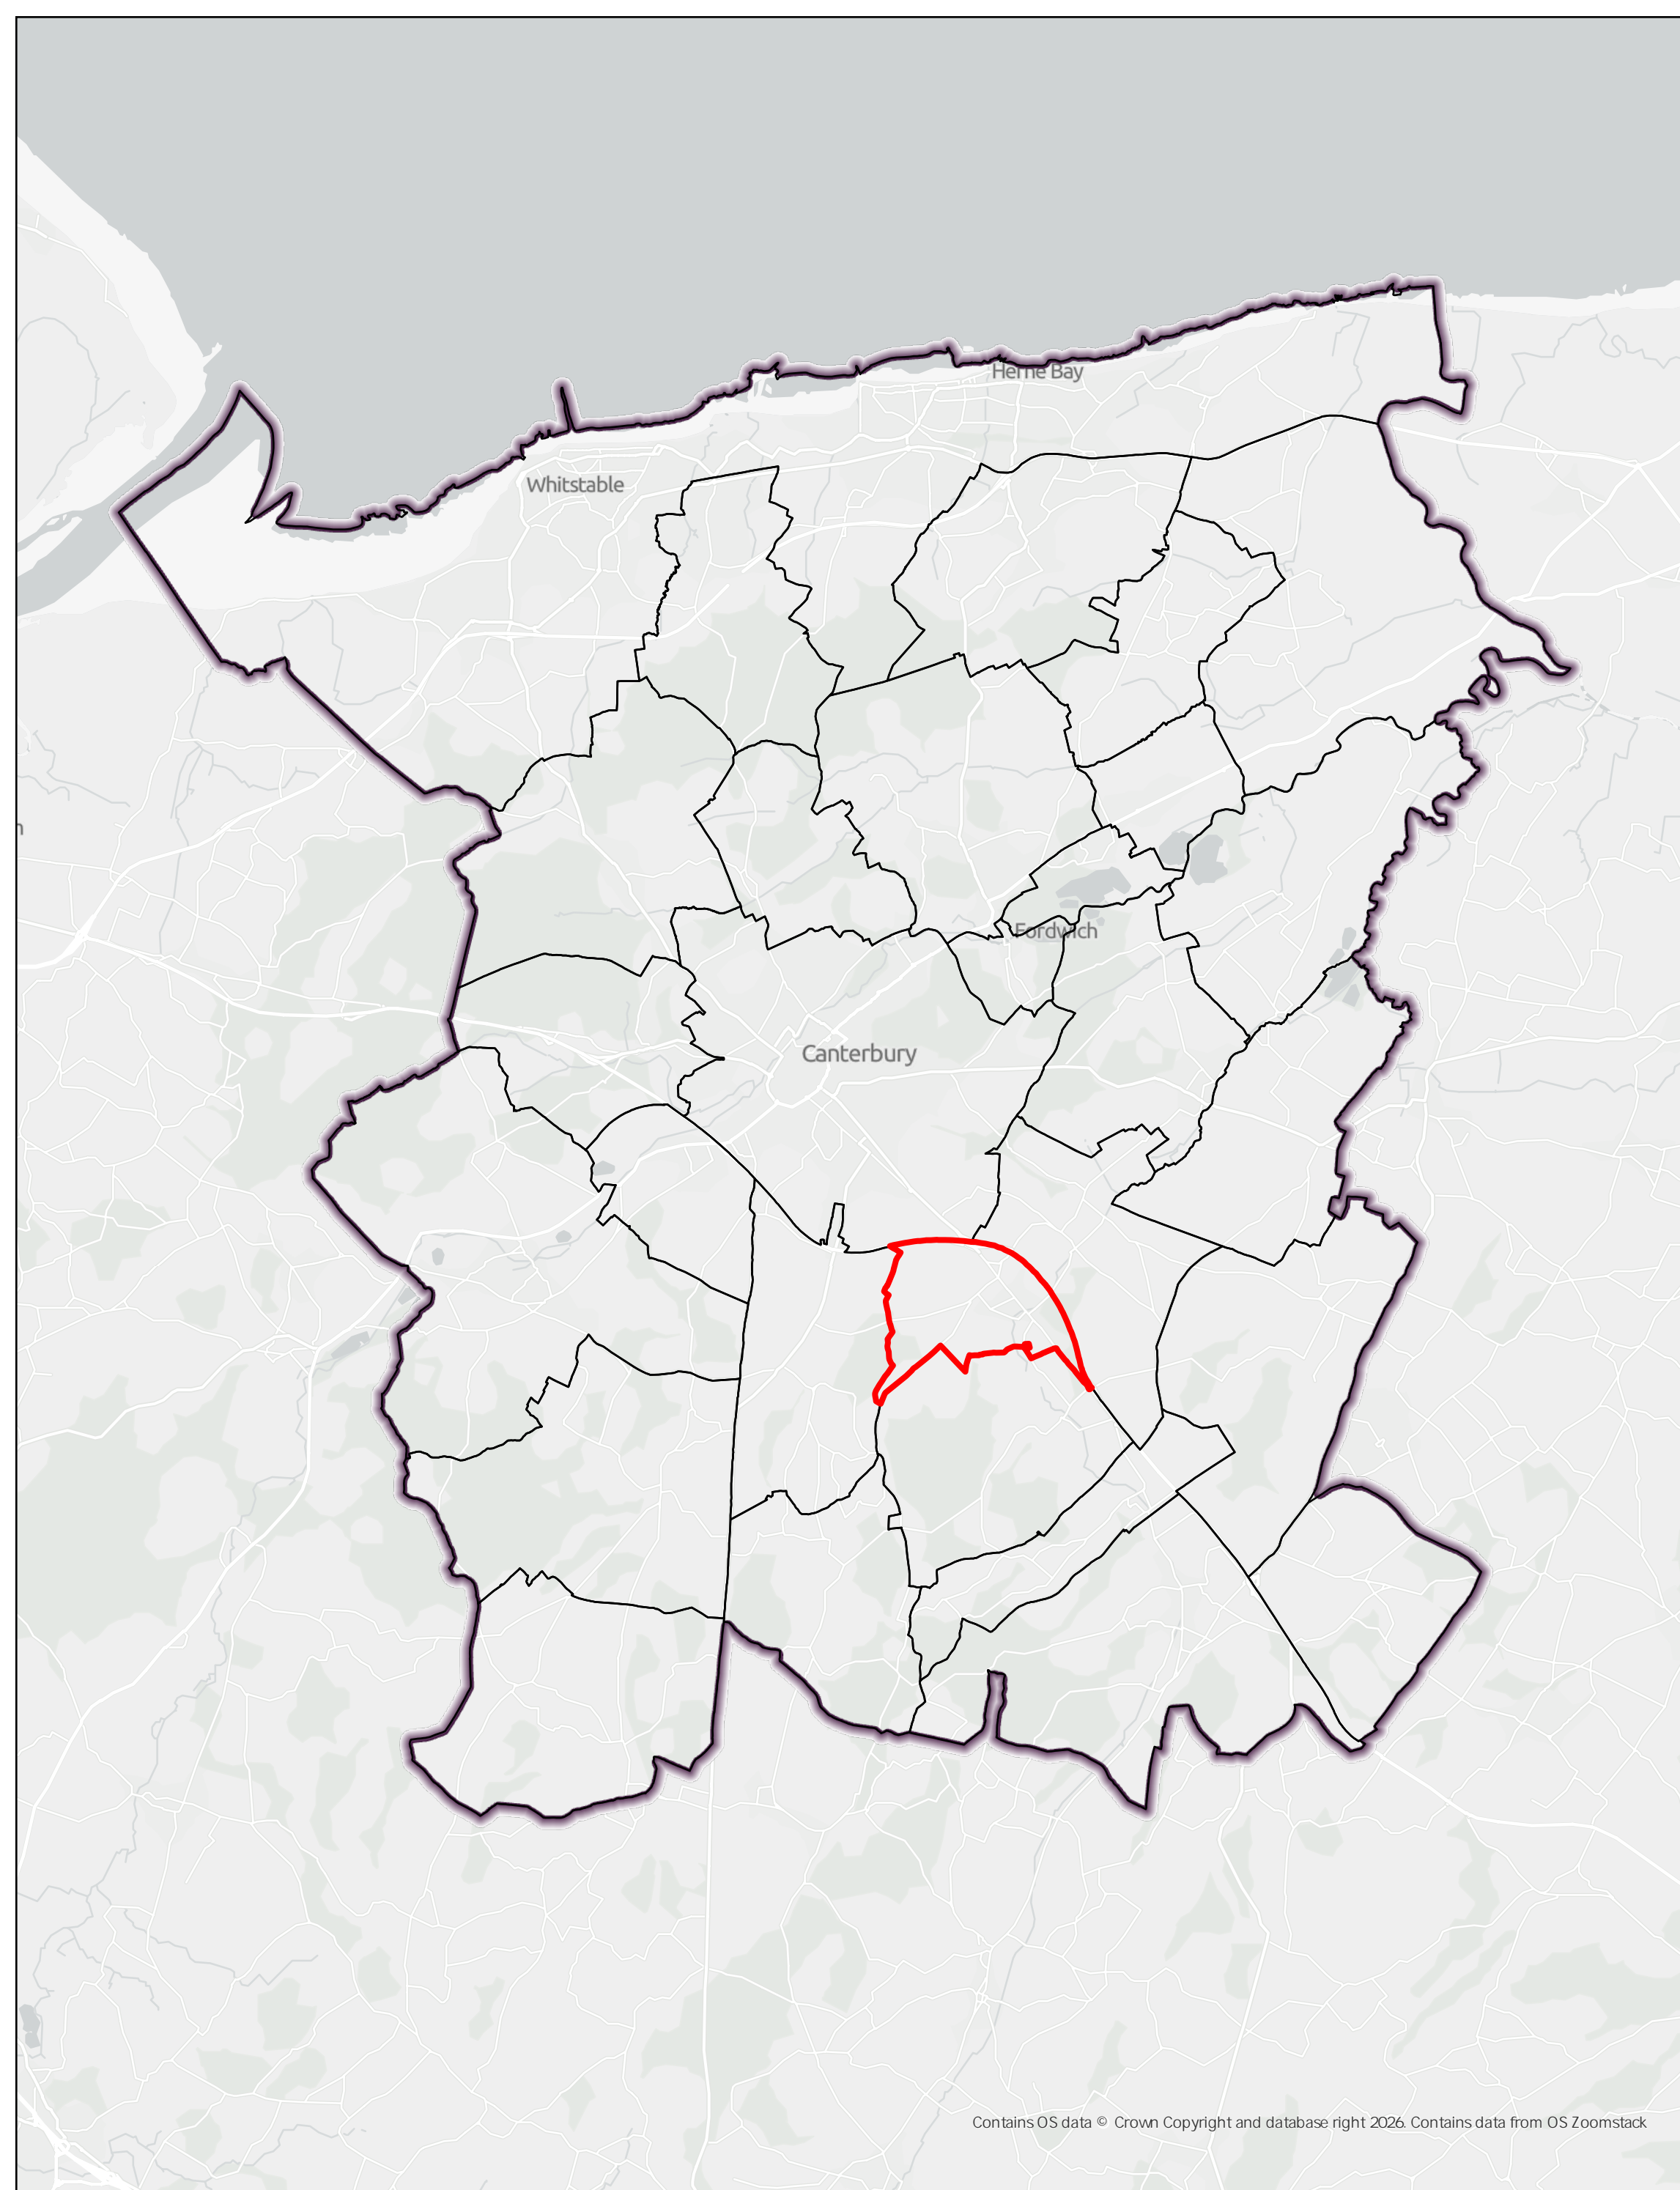 Herne Bay
Whitstable
Fordwich
Canterbury
Contains OS data © Crown Copyright and database right 2026. Contains data from OS Zoomstack